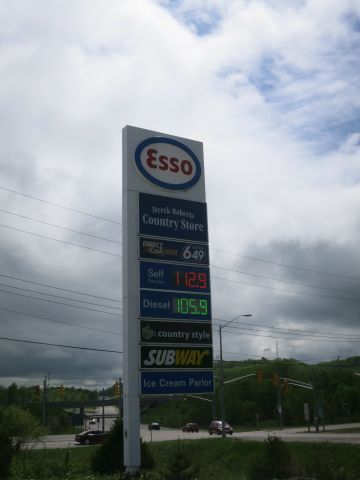 Esso
Derek Roberts
Country Store
DIRECT Cash ATM 649
Self
Service 112.9
Diesel 105.9
country style
SUBWAY
Ice Cream Parlor